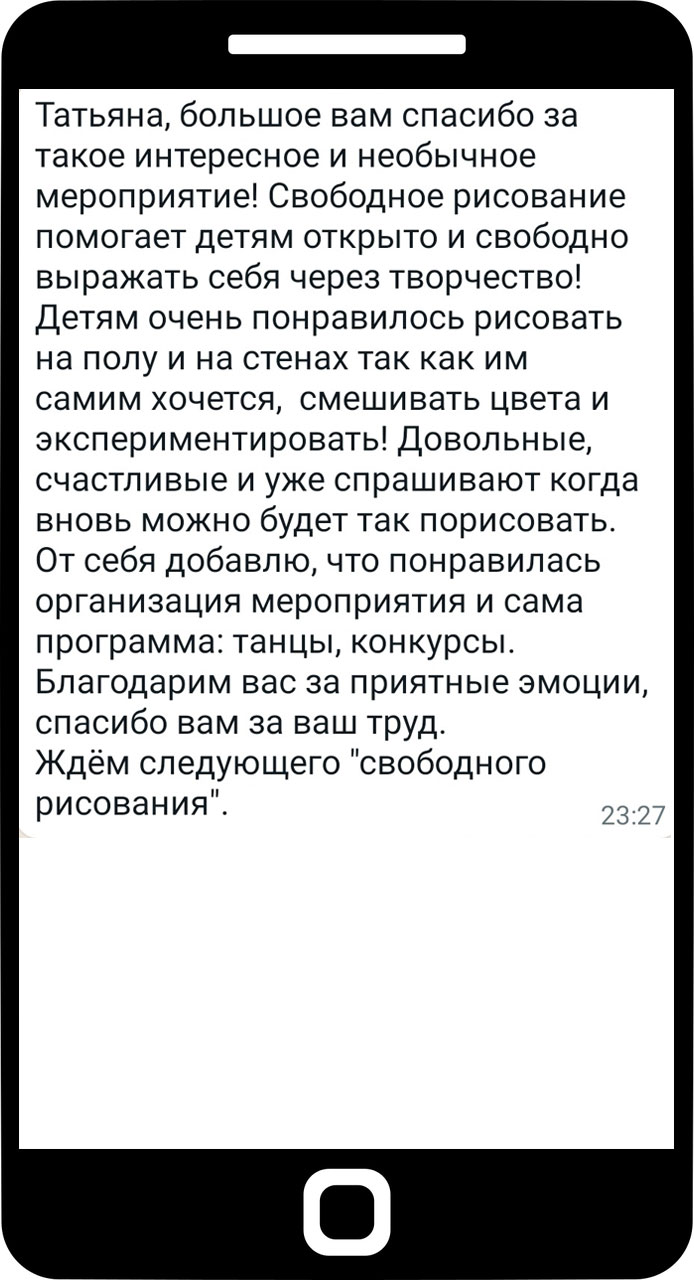 Татьяна, большое вам спасибо за
такое интересное и необычное
мероприятие! Свободное рисование
помогает детям открыто и свободно
выражать себя через творчество!
Детям очень понравилось рисовать
на полу и на стенах так как им
самим хочется,  смешивать цвета и
экспериментировать! Довольные,
счастливые и уже спрашивают когда
вновь можно будет так порисовать.
От себя добавлю, что понравилась
организация мероприятия и сама
программа: танцы, конкурсы.
Благодарим вас за приятные эмоции,
спасибо вам за ваш труд.
Ждём следующего "свободного
рисования".
23:27